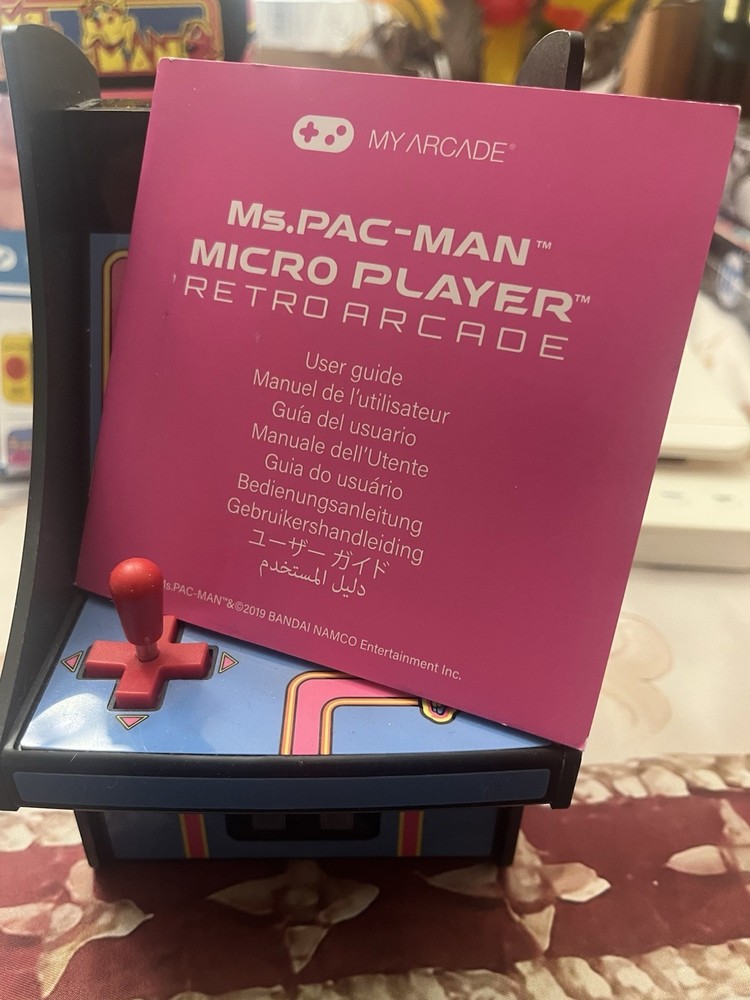 MAN
MY ARCADE®
Ms.PAC-MAN™
MICRO PLAYER™
RETRO ARCADE
User guide
Manuel de l'utilisateur
Guía del usuario
Manuale dell'Utente
Guia do usuário
Bedienungsanleitung
Gebruikershandleiding
ユーザー ガイド
دليل المستخدم
Ms.PAC-MAN™&©2019 BANDAI NAMCO Entertainment Inc.